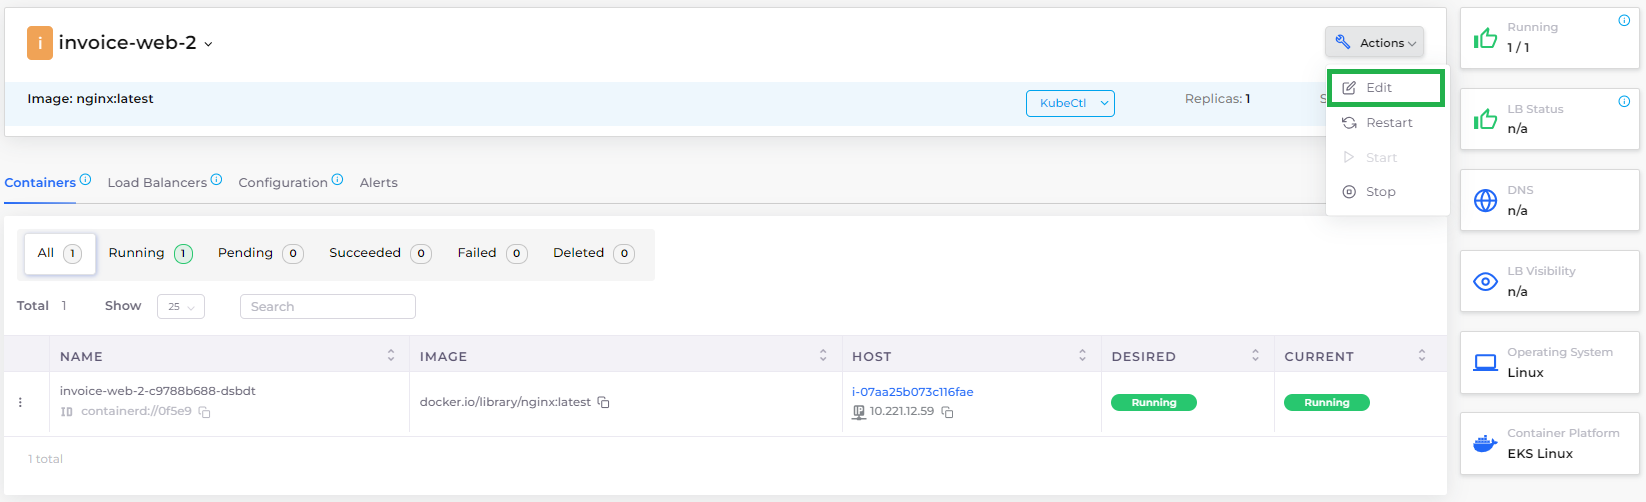 i invoice-web-2
Actions
Edit
Restart
Start
Stop
Image: nginx:latest
KubeCtl
Replicas: 1
S
Containers Load Balancers Configuration Alerts
All 1 Running 1 Pending 0 Succeeded 0 Failed 0 Deleted 0
Total 1 Show 25 Search
NAME IMAGE HOST DESIRED CURRENT
invoice-web-2-c9788b688-dsbdt
ID containerd://0f5e9
docker.io/library/nginx:latest
i-07aa25b073c116fae
IP 10.221.12.59
Running
Running
1 total
Running
1 / 1
LB Status
n/a
DNS
n/a
LB Visibility
n/a
Operating System
Linux
Container Platform
EKS Linux